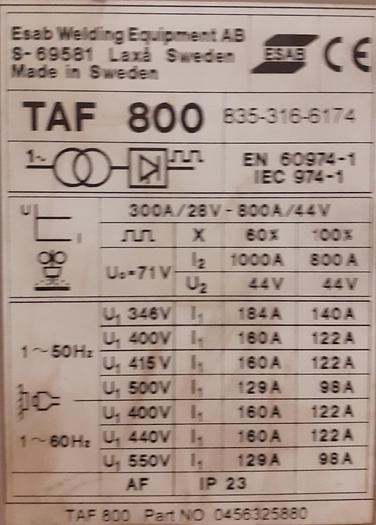 Esab Welding Equipment AB
S-69581 Laxå Sweden ESAB CE
Made in Sweden
TAF 800 835-316-6174
1~ EN 60974-1
IEC 974-1
U 300A/28V - 800A/44V
I X 60% 100%
U₀=71V I₂ 1000A 800A
U₂ 44V 44V
U₁ 346V I₁ 184A 140A
U₁ 400V I₁ 160A 122A
1~50Hz U₁ 415V I₁ 160A 122A
U₁ 500V I₁ 129A 98A
U₁ 400V I₁ 160A 122A
1~60Hz U₁ 440V I₁ 160A 122A
U₁ 550V I₁ 129A 98A
AF IP 23
TAF 800 Part NO 0456325880